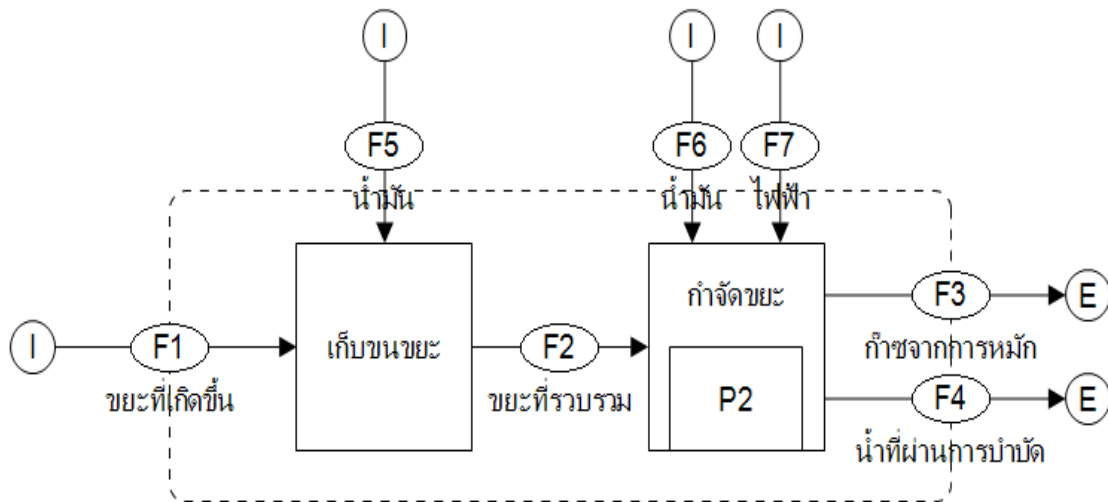 I
I
I
F5
F6
F7
น้ำมัน
น้ำมัน
ไฟฟ้า
กำจัดขยะ
F3
E
I
F1
เก็บขนขยะ
F2
ก๊าซจากการหมัก
ขยะที่เกิดขึ้น
ขยะที่รวบรวม
P2
F4
E
น้ำที่ผ่านการบำบัด